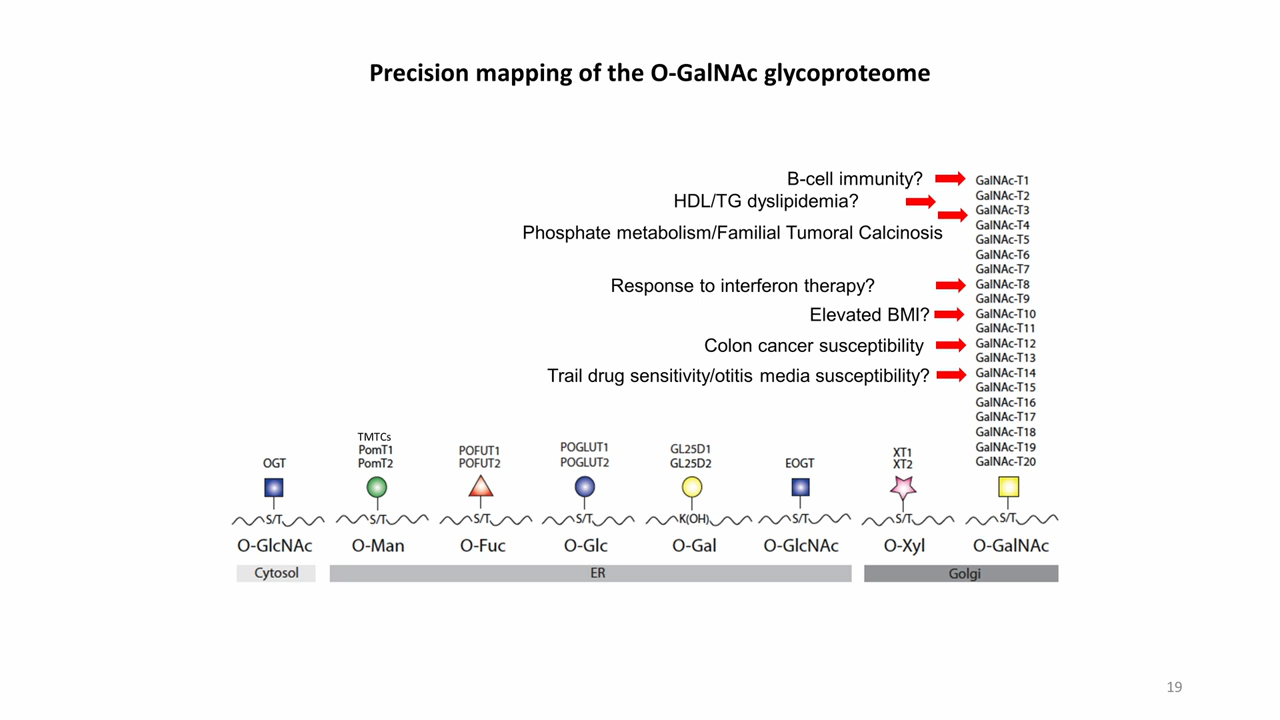 Precision mapping of the O-GalNAc glycoproteome
B-cell immunity?
HDL/TG dyslipidemia?
Phosphate metabolism/Familial Tumoral Calcinosis
Response to interferon therapy?
Elevated BMI?
Colon cancer susceptibility
Trail drug sensitivity/otitis media susceptibility?
GalNAc-T1
GalNAc-T2
GalNAc-T3
GalNAc-T4
GalNAc-T5
GalNAc-T6
GalNAc-T7
GalNAc-T8
GalNAc-T9
GalNAc-T10
GalNAc-T11
GalNAc-T12
GalNAc-T13
GalNAc-T14
GalNAc-T15
GalNAc-T16
GalNAc-T17
GalNAc-T18
GalNAc-T19
GalNAc-T20
OGT
TMTCs
PomT1
PomT2
POFUT1
POFUT2
POGLUT1
POGLUT2
GL25D1
GL25D2
EOGT
XT1
XT2
S/T
S/T
S/T
S/T
K(OH)
S/T
S/T
S/T
O-GlcNAc
O-Man
O-Fuc
O-Glc
O-Gal
O-GlcNAc
O-Xyl
O-GalNAc
Cytosol
ER
Golgi
19